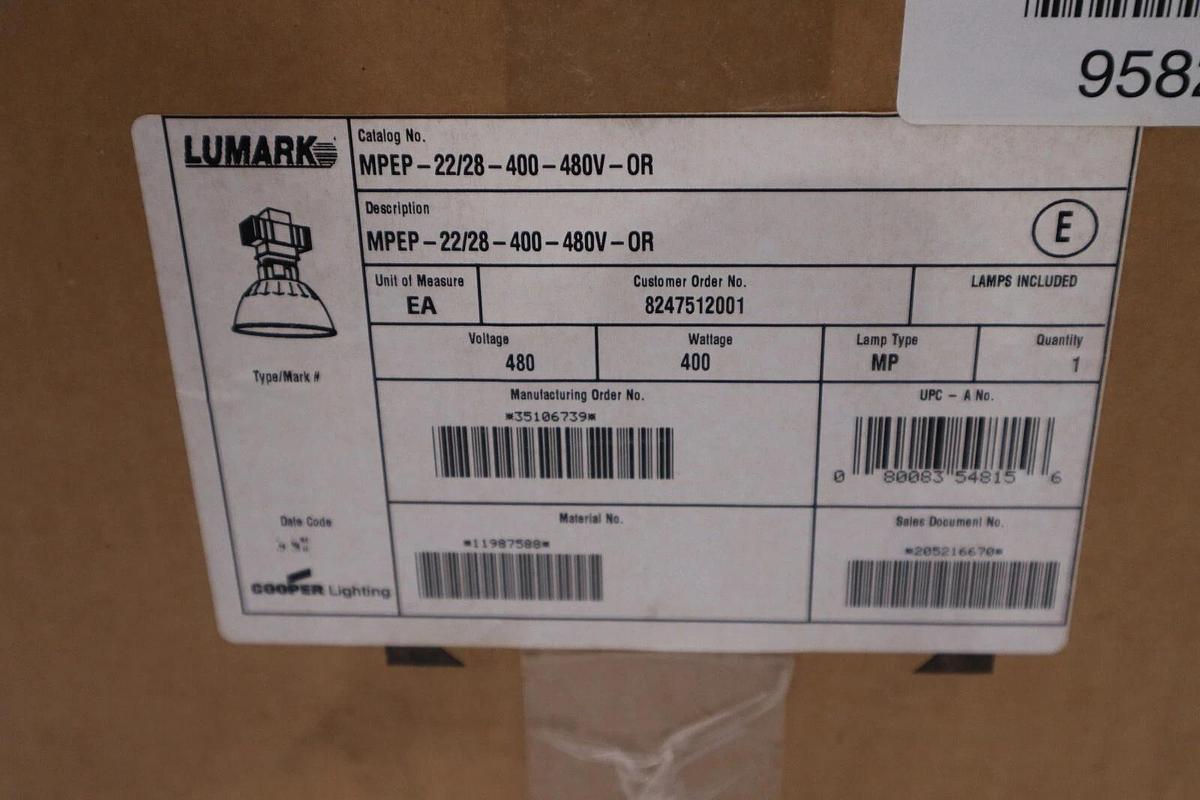 9582
LUMARK
Catalog No.
MPEP-22/28-400-480V-OR
Description
MPEP-22/28-400-480V-OR
E
Unit of Measure
EA
Customer Order No.
8247512001
LAMPS INCLUDED
Voltage
480
Wattage
400
Lamp Type
MP
Quantity
1
Type/Mark #
Manufacturing Order No.
*35106739*
UPC - A No.
0 80083 54815 6
Date Code
Material No.
*11987588*
Sales Document No.
*205216670*
COOPER Lighting